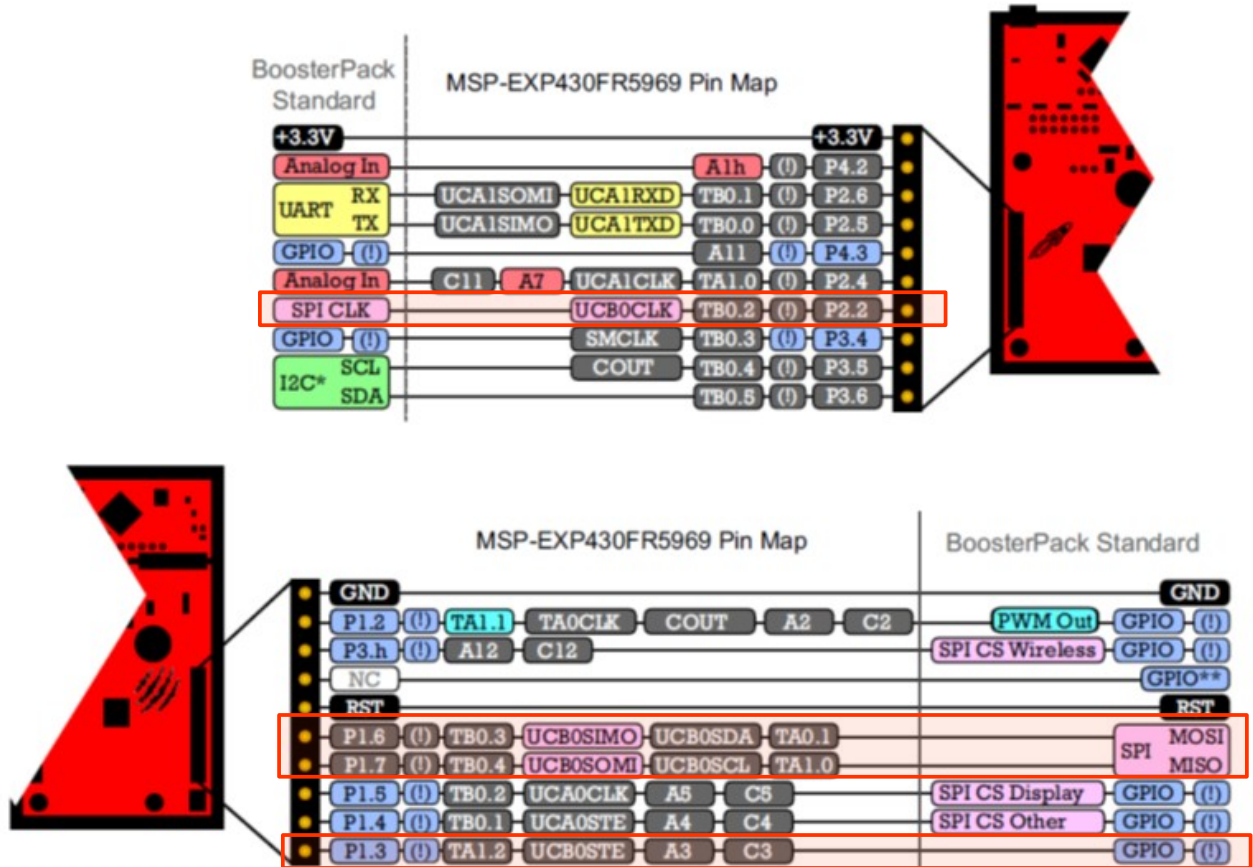 BoosterPack
Standard
MSP-EXP430FR5969 Pin Map
+3.3V +3.3V
Analog In A1h (!) P4.2
UART RX UCA1SOMI UCA1RXD TB0.1 (!) P2.6
TX UCA1SIMO UCA1TXD TB0.0 (!) P2.5
GPIO (!) A11 (!) P4.3
Analog In C11 A7 UCA1CLK TA1.0 (!) P2.4
SPI CLK UCB0CLK TB0.2 (!) P2.2
GPIO (!) SMCLK TB0.3 (!) P3.4
I2C* SCL COUT TB0.4 (!) P3.5
SDA TB0.5 (!) P3.6
MSP-EXP430FR5969 Pin Map BoosterPack Standard
GND GND
P1.2 (!) TA1.1 TA0CLK COUT A2 C2 PWM Out GPIO (!)
P3.h (!) A12 C12 SPI CS Wireless GPIO (!)
NC GPIO**
RST RST
P1.6 (!) TB0.3 UCB0SIMO UCB0SDA TA0.1 SPI MOSI
P1.7 (!) TB0.4 UCB0SOMI UCB0SCL TA1.0 MISO
P1.5 (!) TB0.2 UCA0CLK A5 C5 SPI CS Display GPIO (!)
P1.4 (!) TB0.1 UCA0STE A4 C4 SPI CS Other GPIO (!)
P1.3 (!) TA1.2 UCB0STE A3 C3 GPIO (!)